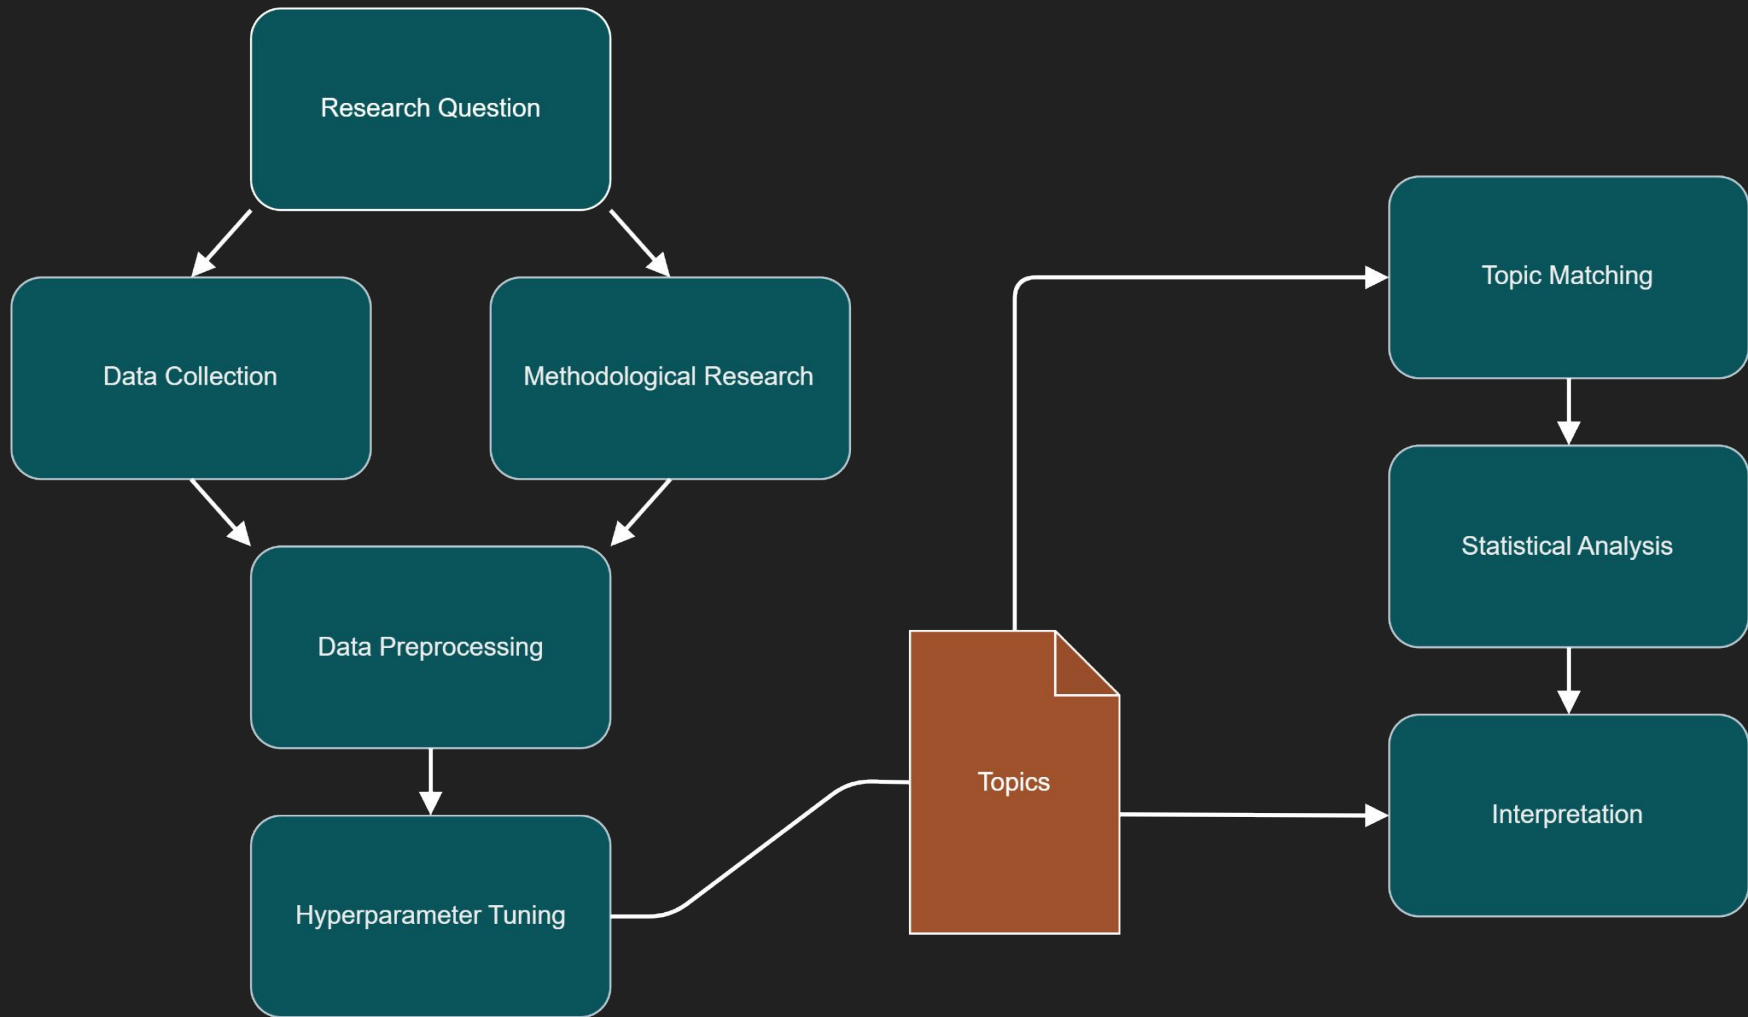 Research Question
Data Collection
Methodological Research
Data Preprocessing
Hyperparameter Tuning
Topics
Topic Matching
Statistical Analysis
Interpretation